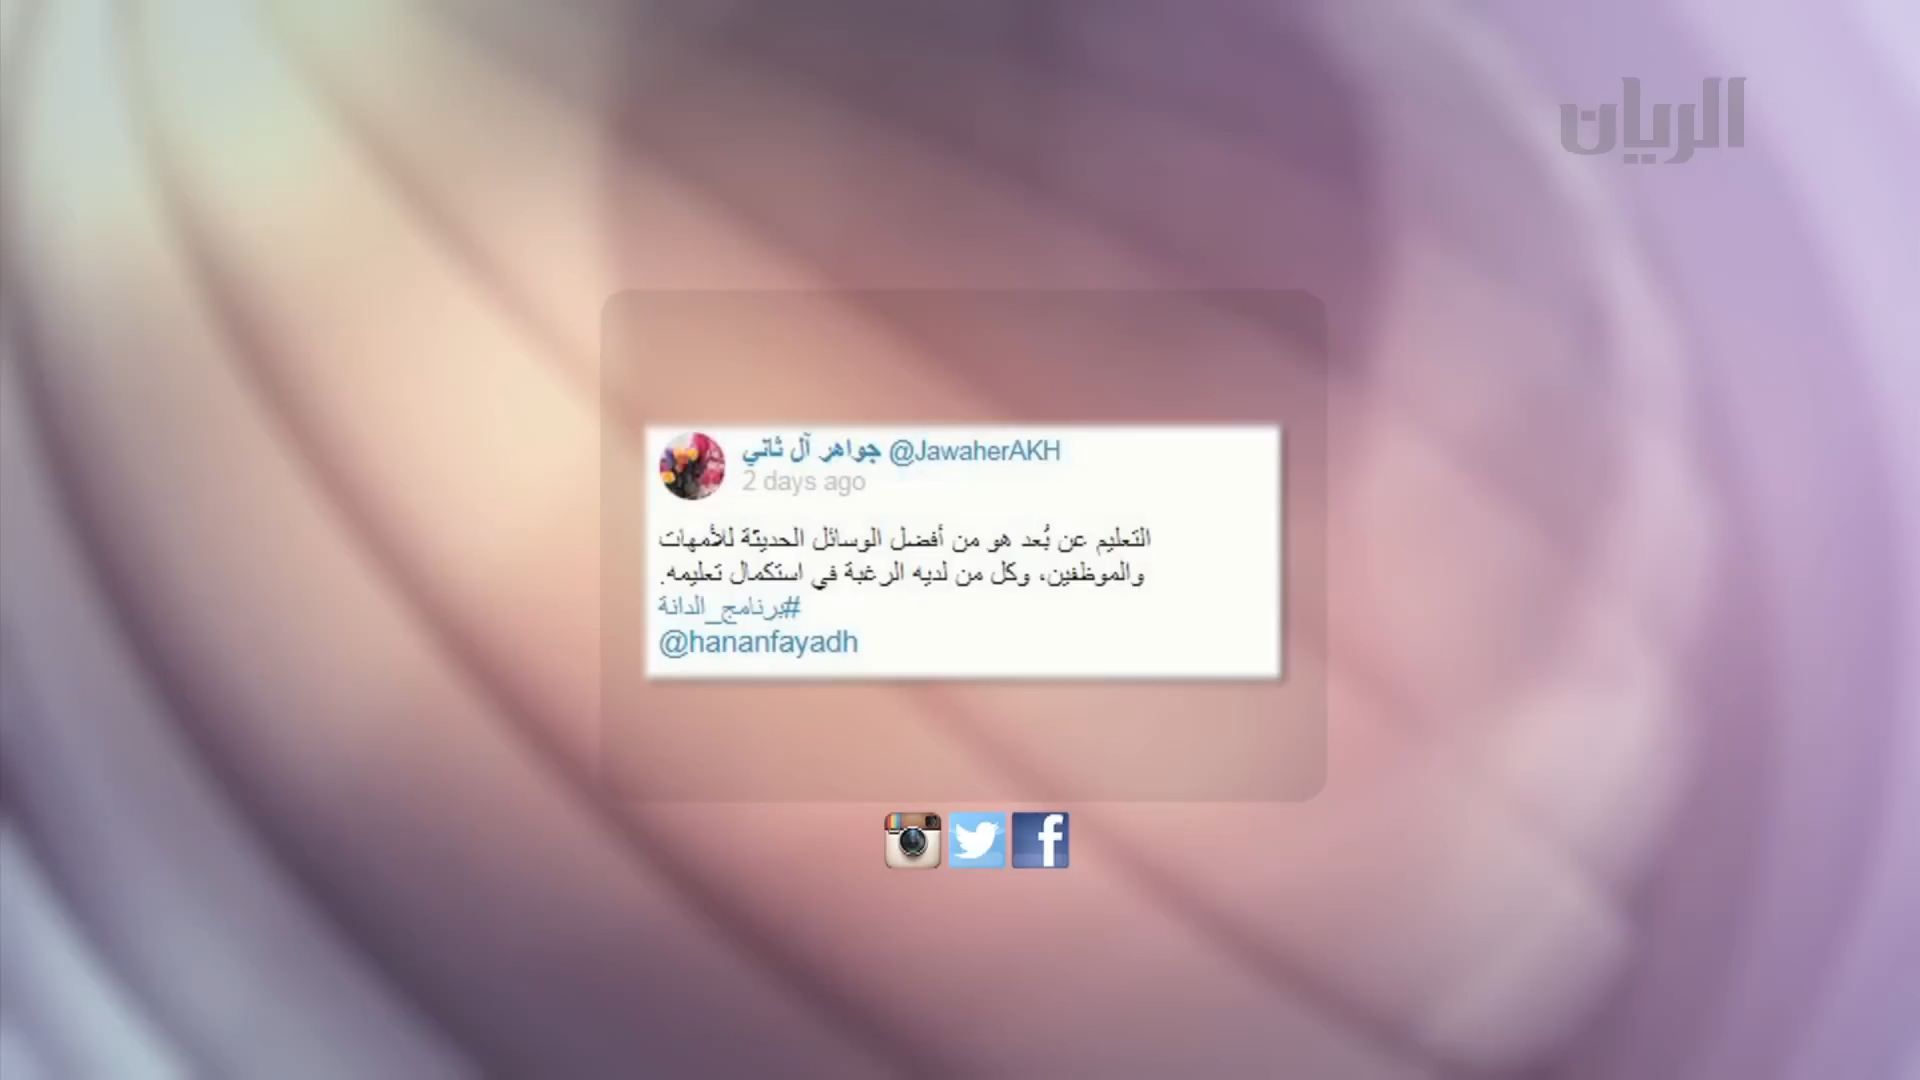 الريان
جواهر آل ثاني @JawaherAKH
2 days ago
التعليم عن بُعد هو من أفضل الوسائل الحديثة للأمهات
والموظفين، وكل من لديه الرغبة في استكمال تعليمه.
#برنامج_الدانة
@hananfayadh